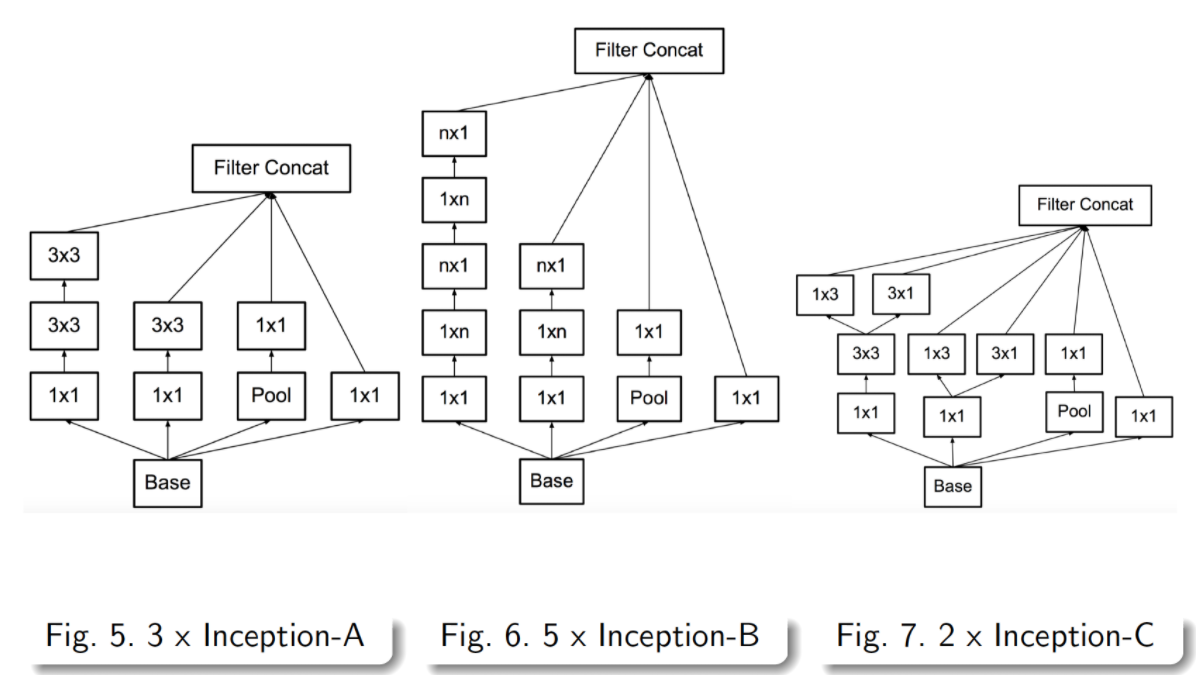 Filter Concat
3x3
3x3
3x3
1x1
1x1
1x1
Pool
1x1
Base
Fig. 5. 3 x Inception-A
Filter Concat
nx1
1xn
nx1
nx1
1xn
1xn
1x1
1x1
1x1
Pool
1x1
Base
Fig. 6. 5 x Inception-B
Filter Concat
1x3
3x1
3x3
1x3
3x1
1x1
1x1
1x1
Pool
1x1
Base
Fig. 7. 2 x Inception-C